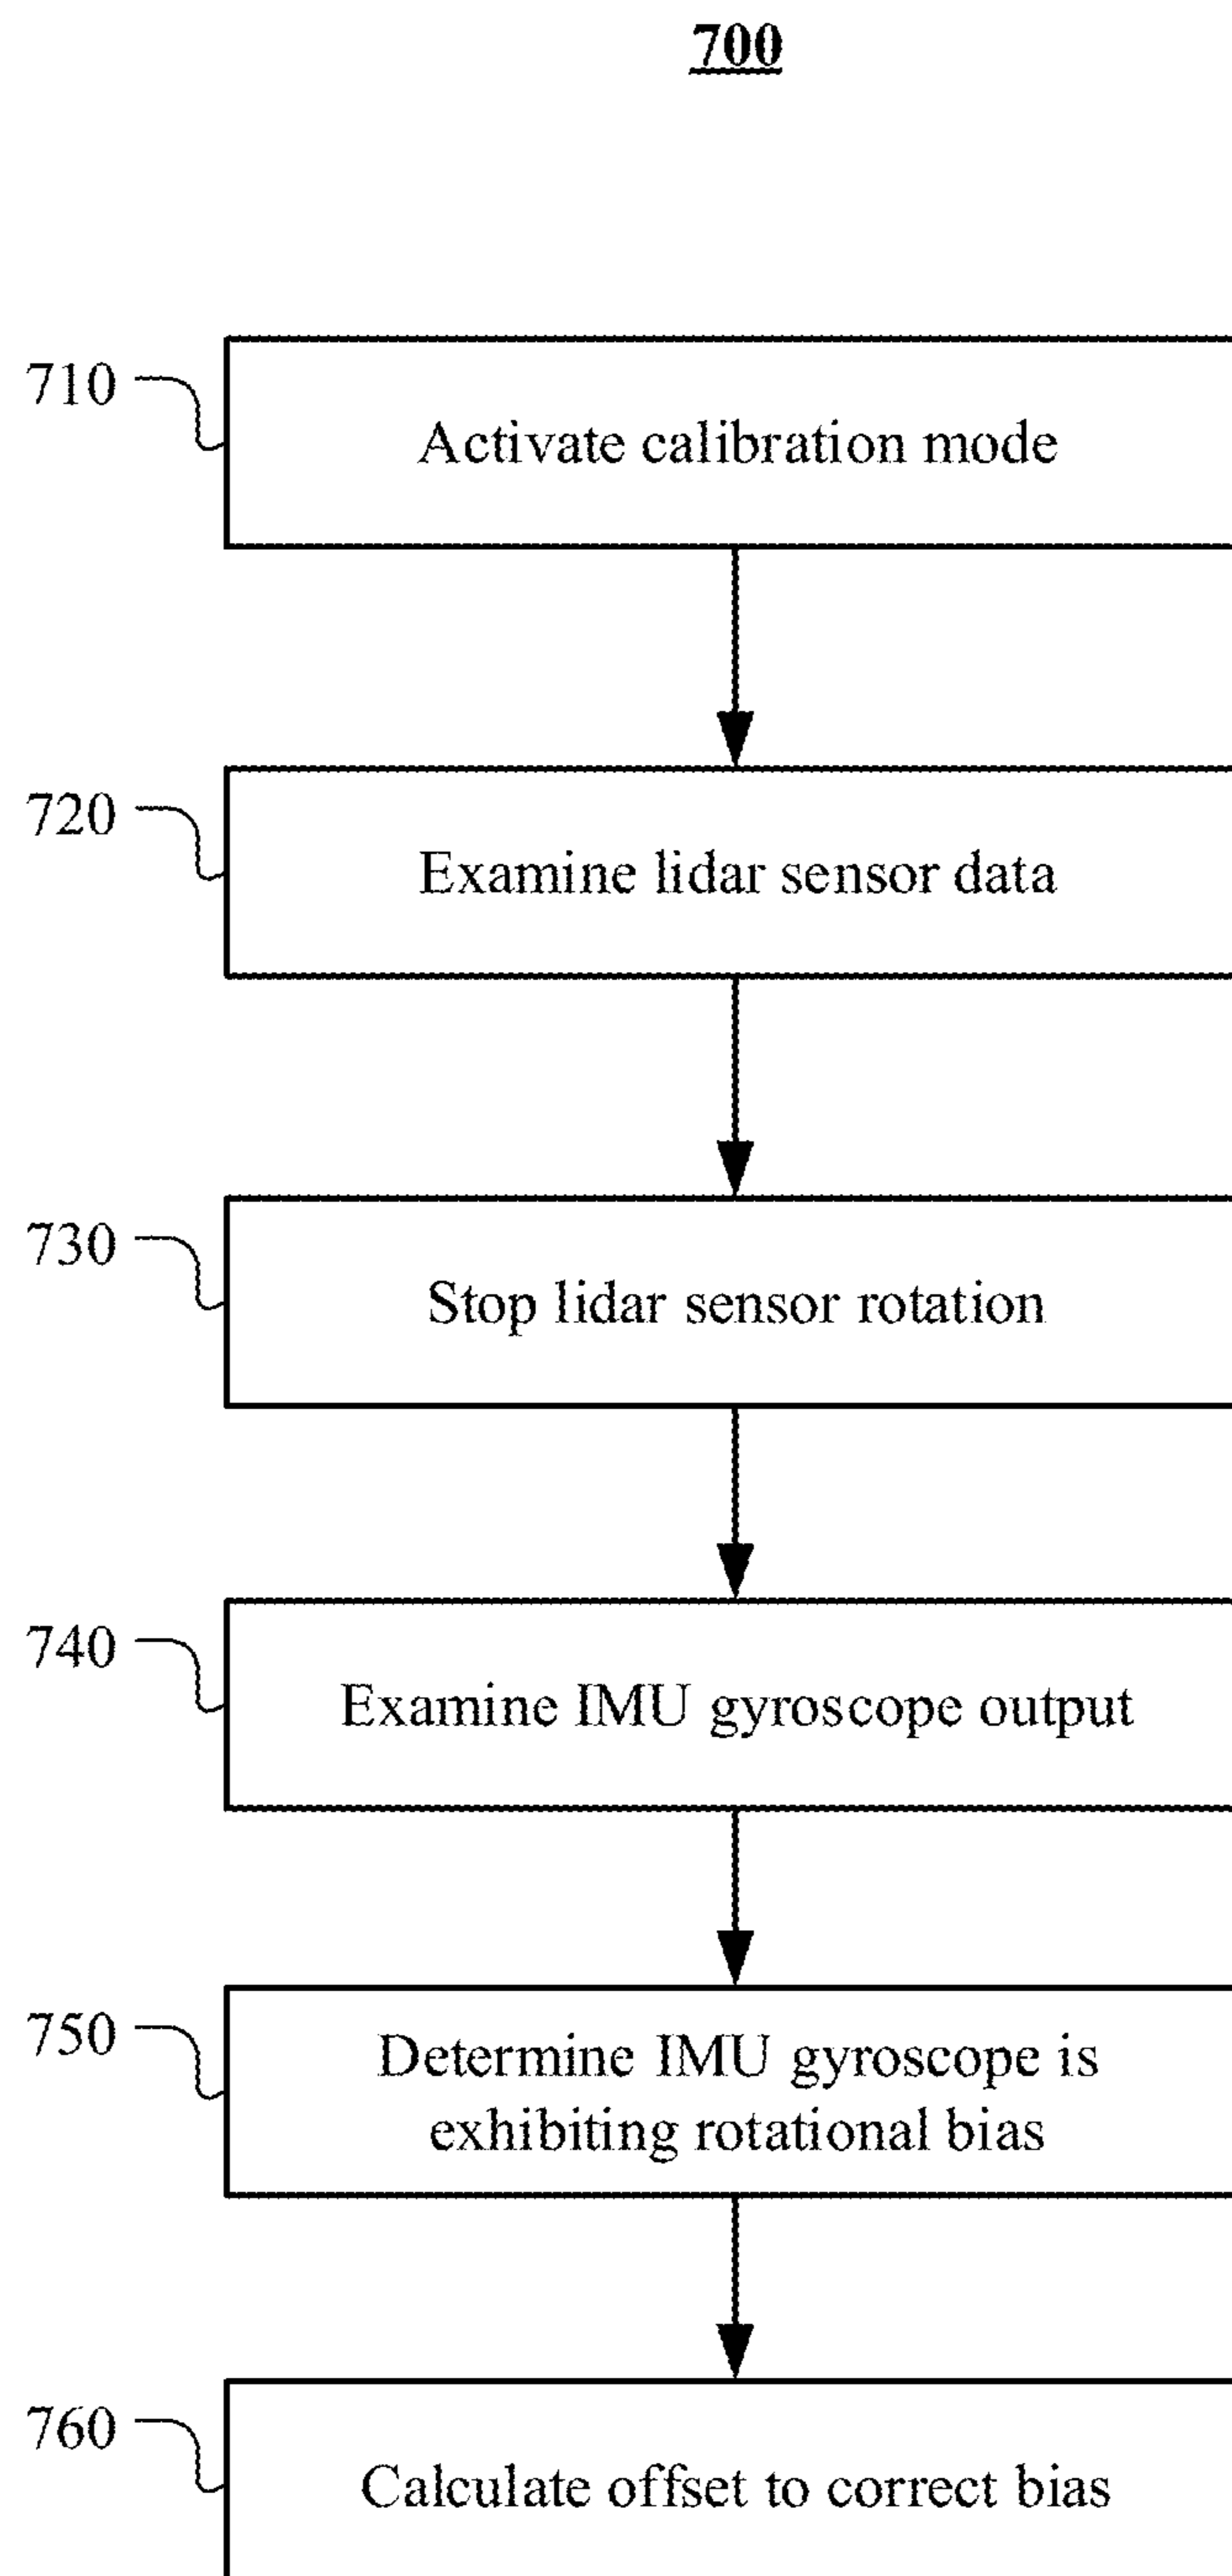 700
710
Activate calibration mode
720
Examine lidar sensor data
730
Stop lidar sensor rotation
740
Examine IMU gyroscope output
750
Determine IMU gyroscope is
exhibiting rotational bias
760
Calculate offset to correct bias